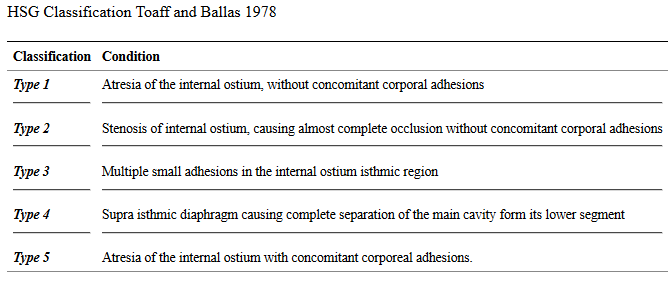 HSG Classification Toaff and Ballas 1978
Classification Condition
Type 1 Atresia of the internal ostium, without concomitant corporal adhesions
Type 2 Stenosis of internal ostium, causing almost complete occlusion without concomitant corporal adhesions
Type 3 Multiple small adhesions in the internal ostium isthmic region
Type 4 Supra isthmic diaphragm causing complete separation of the main cavity form its lower segment
Type 5 Atresia of the internal ostium with concomitant corporeal adhesions.